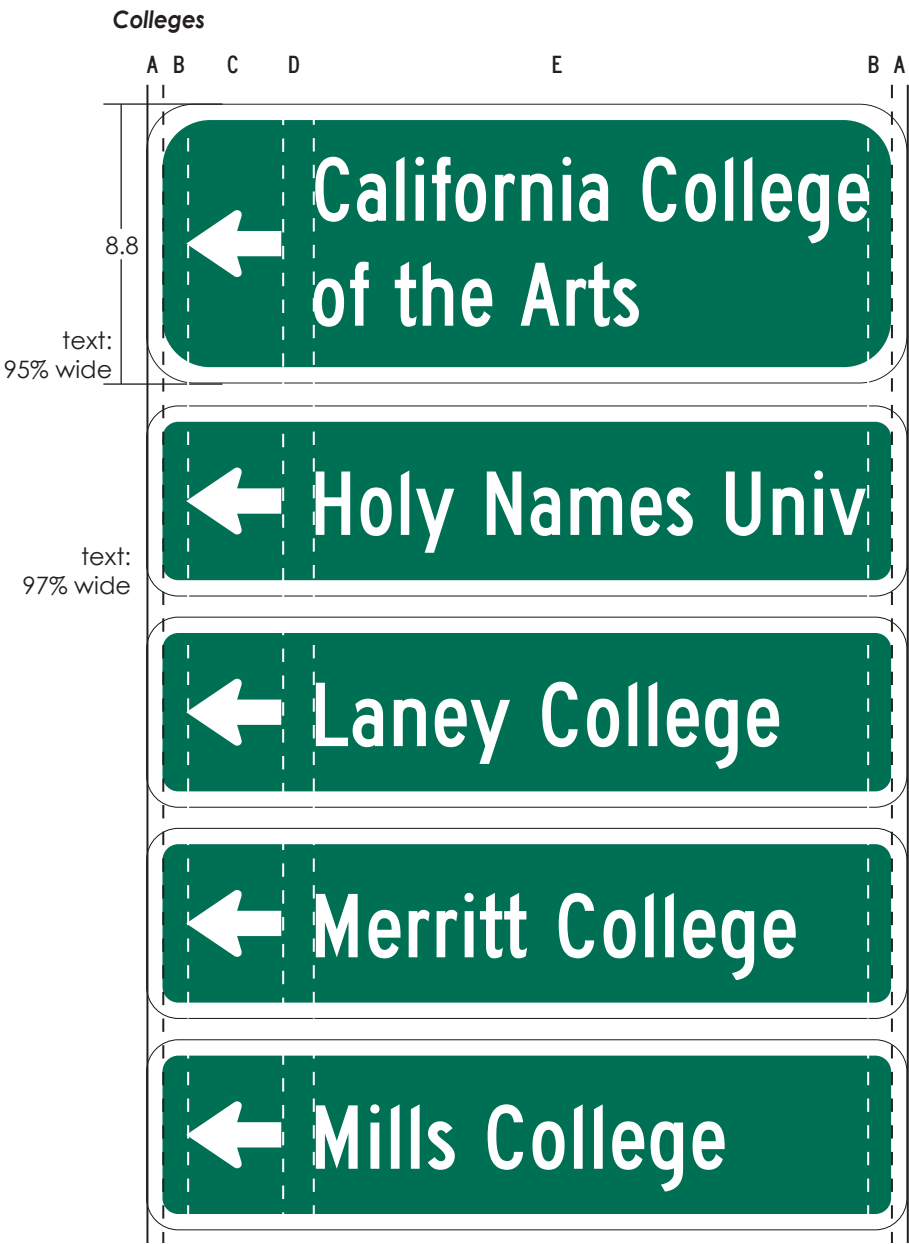 Colleges
A B C D E B A
California College
of the Arts
8.8
text:
95% wide
Holy Names Univ
text:
97% wide
Laney College
Merritt College
Mills College